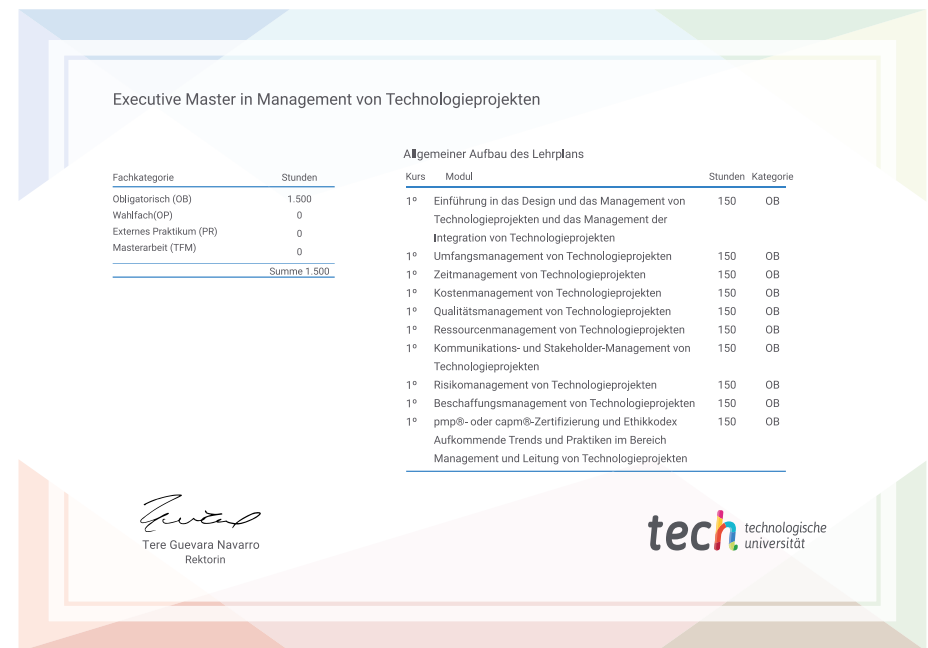 Executive Master in Management von Technologieprojekten
Fachkategorie Stunden
Obligatorisch (OB) 1.500
Wahlfach(OP) 0
Externes Praktikum (PR) 0
Masterarbeit (TFM) 0
Summe 1.500
Allgemeiner Aufbau des Lehrplans
Kurs Modul Stunden Kategorie
1º Einführung in das Design und das Management von 150 OB
Technologieprojekten und das Management der
Integration von Technologieprojekten
1º Umfangsmanagement von Technologieprojekten 150 OB
1º Zeitmanagement von Technologieprojekten 150 OB
1º Kostenmanagement von Technologieprojekten 150 OB
1º Qualitätsmanagement von Technologieprojekten 150 OB
1º Ressourcenmanagement von Technologieprojekten 150 OB
1º Kommunikations- und Stakeholder-Management von 150 OB
Technologieprojekten
1º Risikomanagement von Technologieprojekten 150 OB
1º Beschaffungsmanagement von Technologieprojekten 150 OB
1º pmp®- oder capm®-Zertifizierung und Ethikkodex 150 OB
Aufkommende Trends und Praktiken im Bereich
Management und Leitung von Technologieprojekten
Tere Guevara Navarro
Rektorin
tech technologische
universität